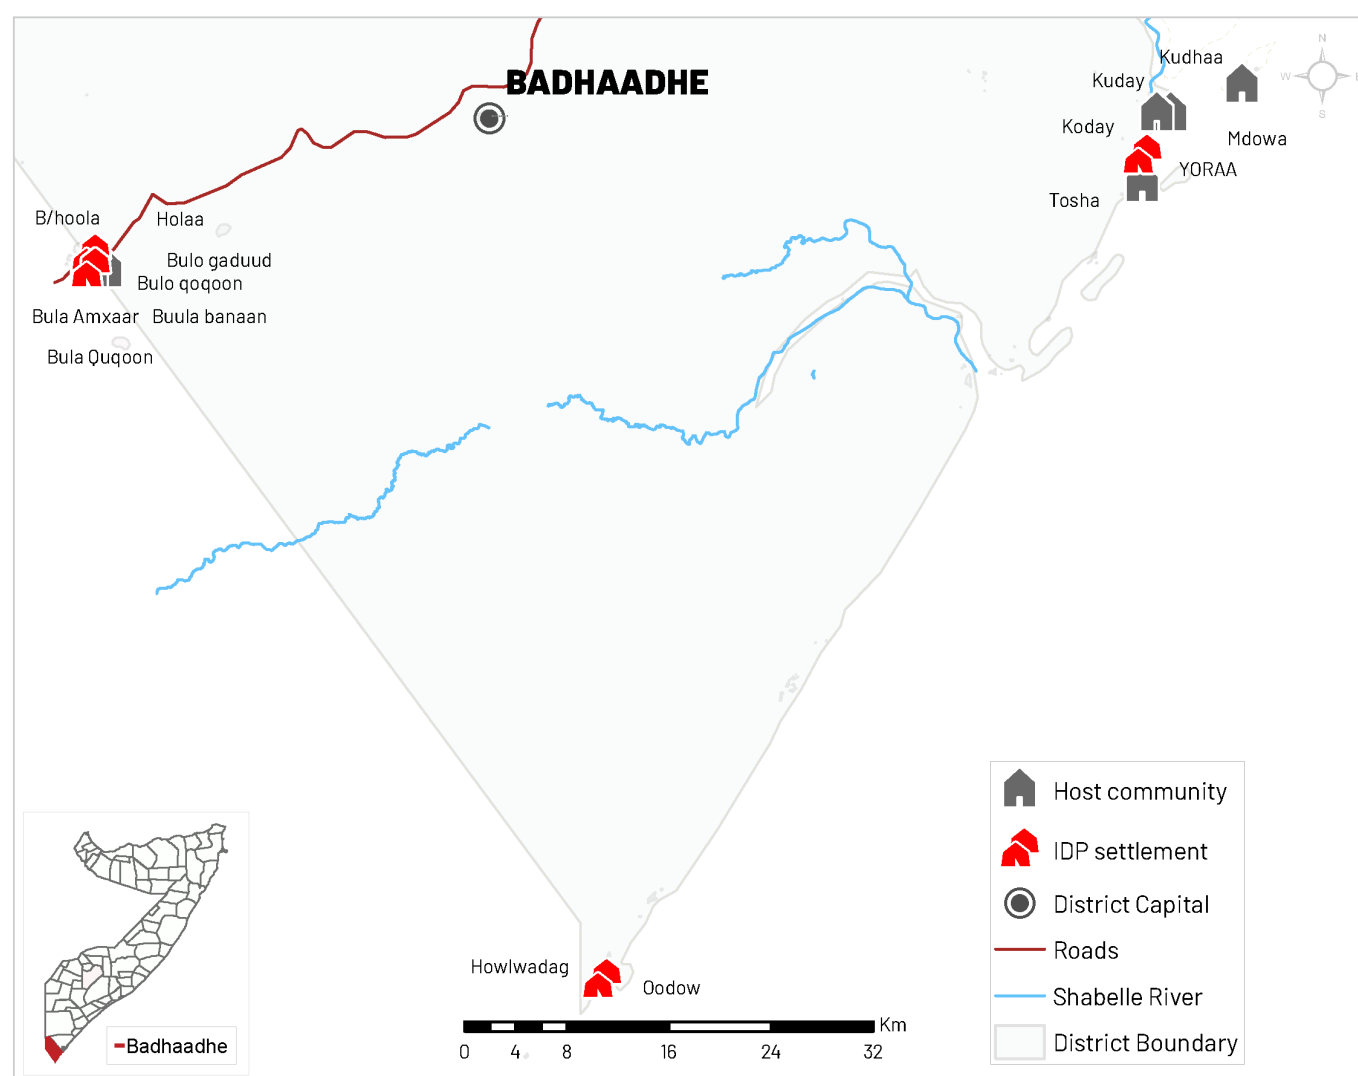 N
Kudhaa
W
E
BADHAADHE
Kuday
S
Koday
Mdowa
YORAA
Tosha
B/hoola
Holaa
Bulo gaduud
Bulo qoqoon
Bula Amxaar
Buula banaan
Bula Quqoon
Host community
IDP settlement
District Capital
Roads
Howlwadag
Oodow
Shabelle River
Km
Badhaadhe
District Boundary
0 4 8 16 24 32